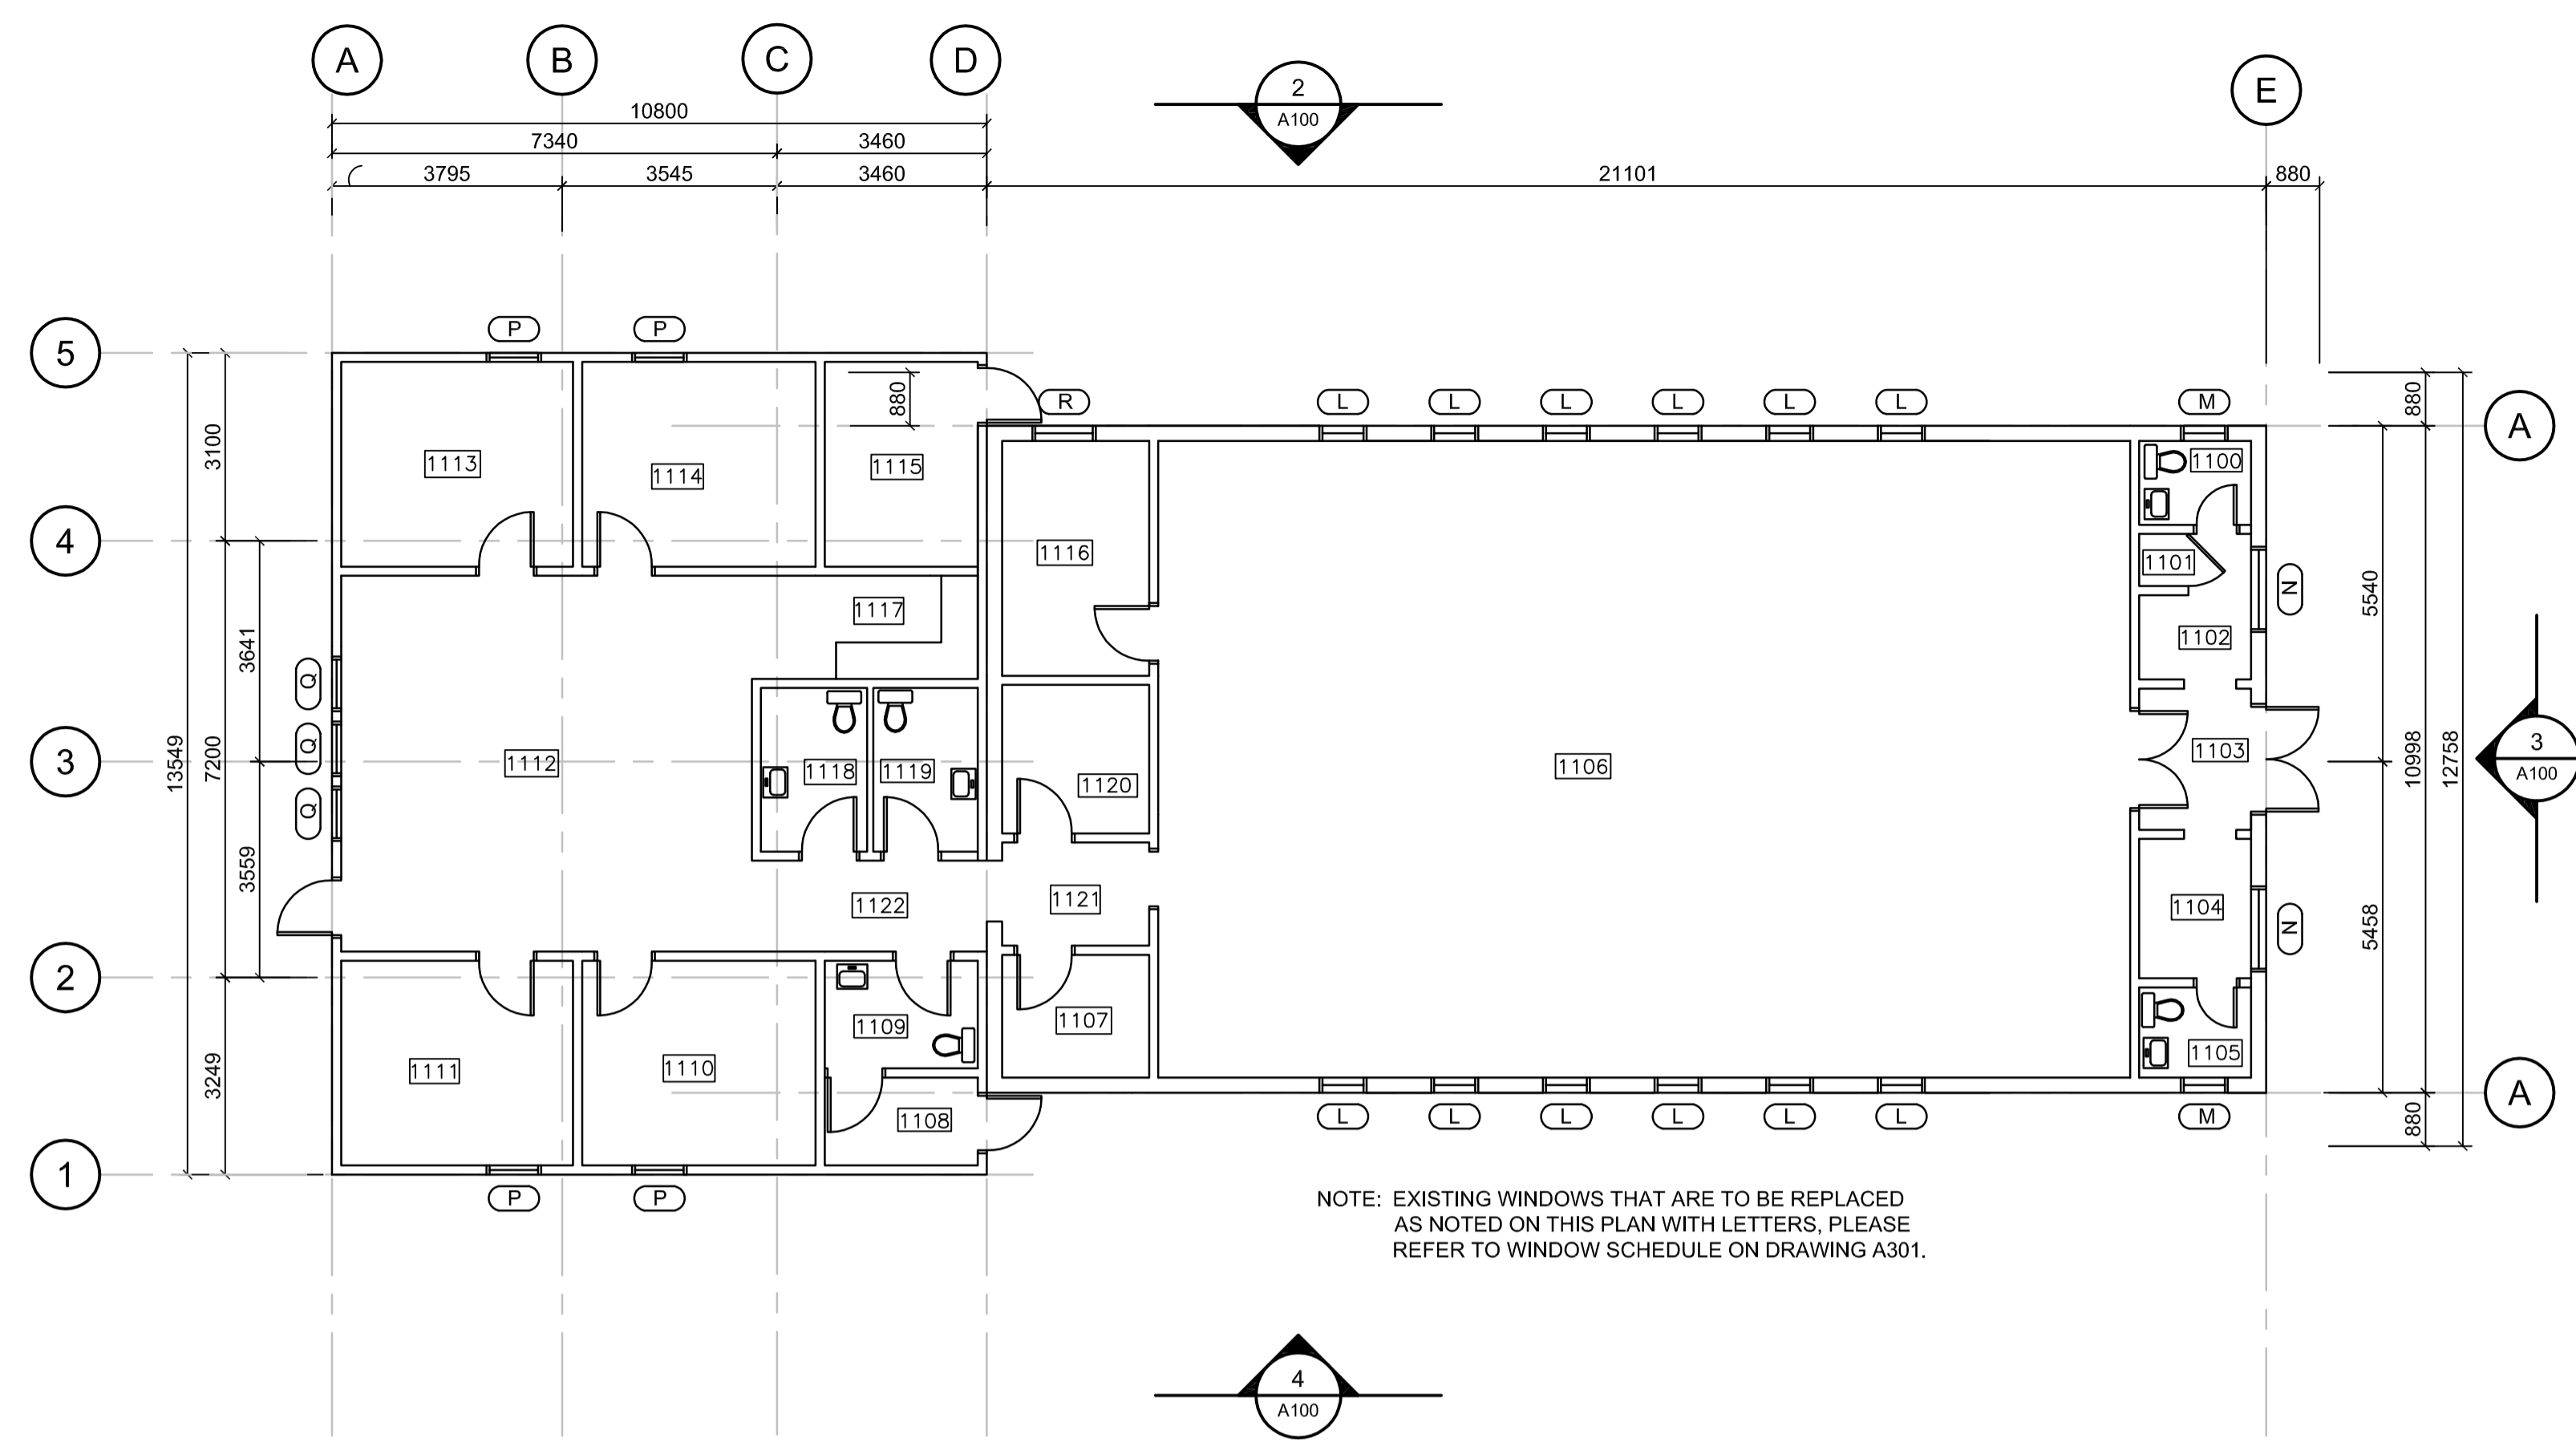 A B C D E
10800
7340 3460
3795 3545 3460 21101 880
2
A100
5
4
3
2
1
13549
3100
7200
3249
3641
3559
P P
R L L L L L L M
880
1113 1114 1115
1116
1100
1101
1102
1117
1112
1118 1119
1120
1106
1103
1122
1121
1104
1109
1107
1105
1111 1110
1108
Q
Q
Q
N
N
P P
L L L L L L M
5540
5458
880
10998
880
12758
A
A
3
A100
NOTE: EXISTING WINDOWS THAT ARE TO BE REPLACED
AS NOTED ON THIS PLAN WITH LETTERS, PLEASE
REFER TO WINDOW SCHEDULE ON DRAWING A301.
4
A100